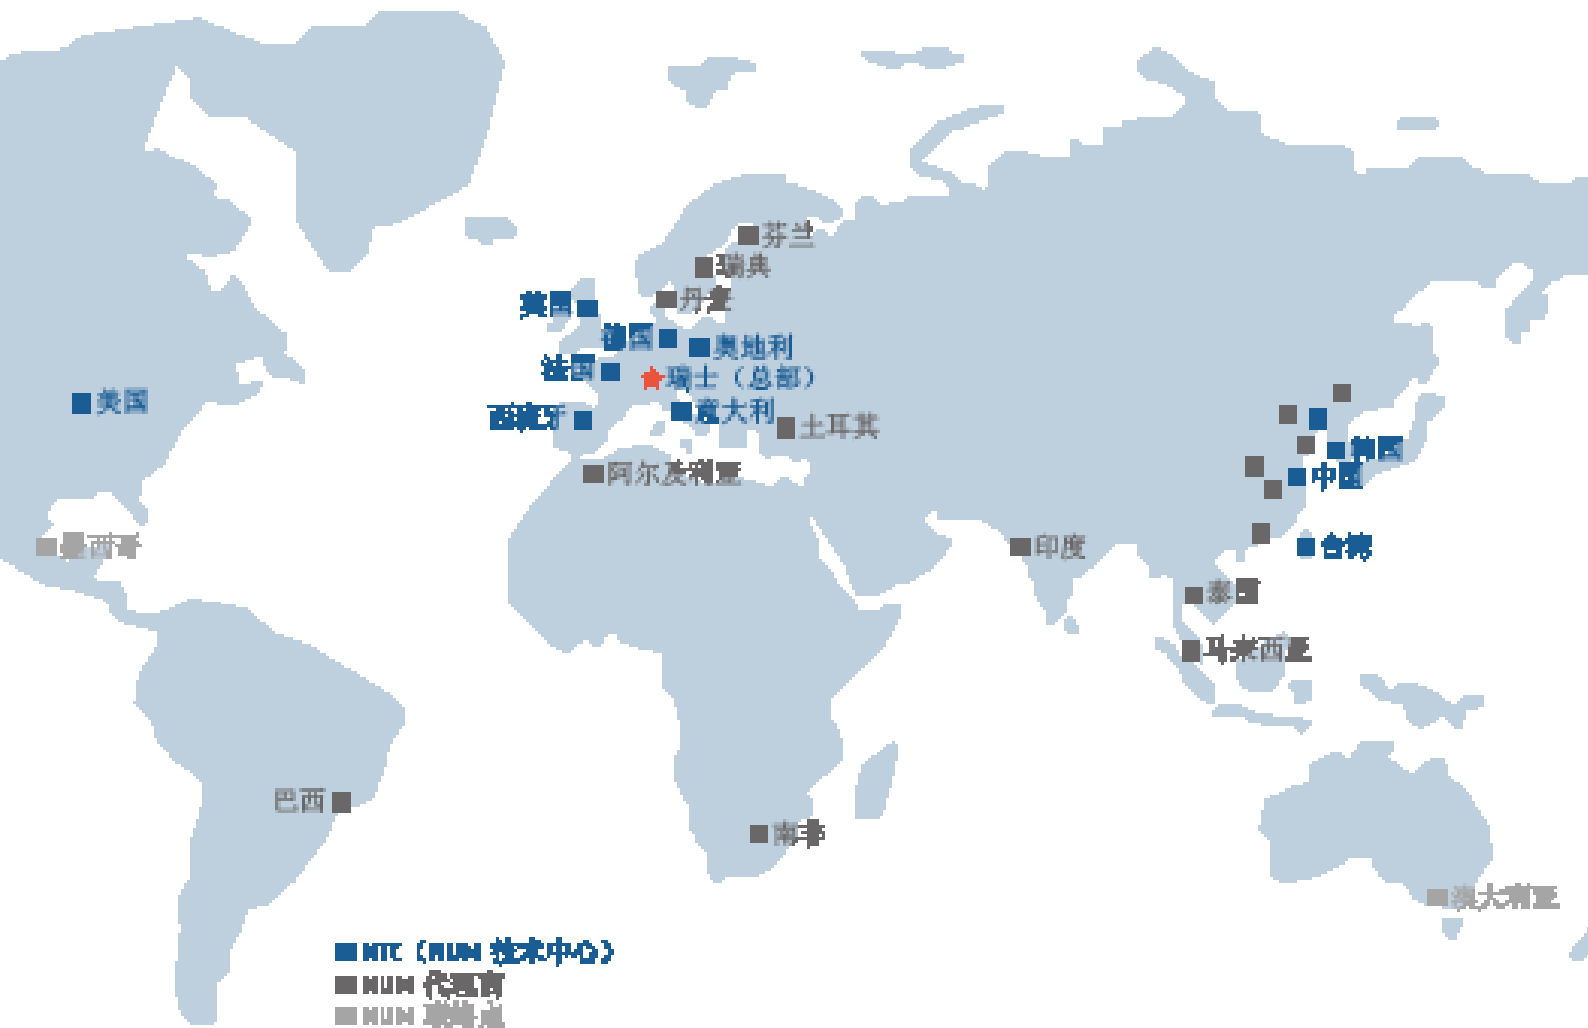 芬兰
瑞典
丹麦
英国
德国
奥地利
法国
瑞士（总部）
美国
西班牙
意大利
土耳其
韩国
阿尔及利亚
中国
墨西哥
印度
台湾
泰国
马来西亚
巴西
南非
澳大利亚
NTC（NUM 技术中心）
NUM 代理商
NUM